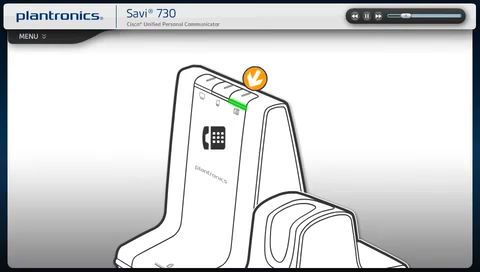 plantronics®
Savi® 730
Cisco® Unified Personal Communicator
MENU
plantronics